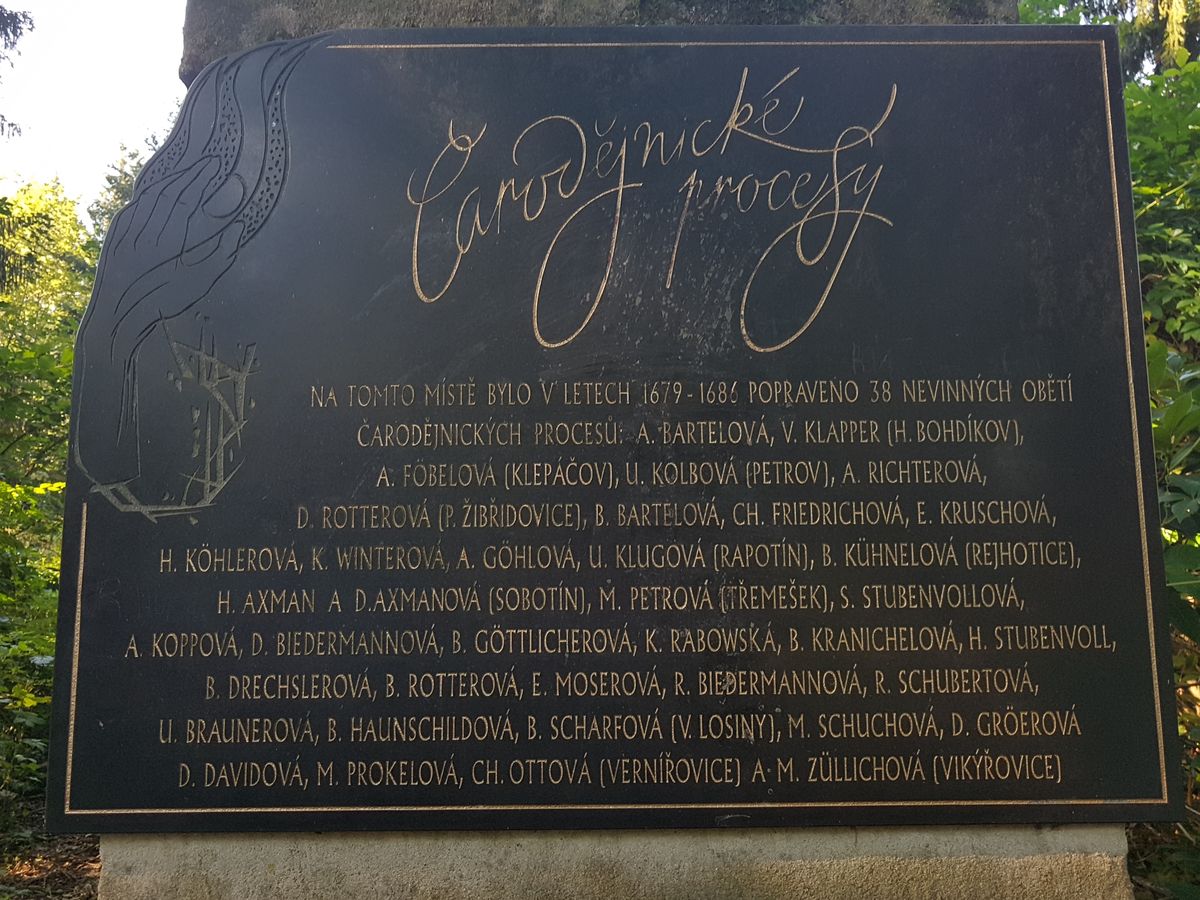 Čarodějnické
procesy
NA TOMTO MÍSTĚ BYLO V LETECH 1679-1686 POPRAVENO 38 NEVINNÝCH OBĚTÍ
ČARODĚJNICKÝCH PROCESŮ: A. BARTELOVÁ, V. KLAPPER (H. BOHDÍKOV),
A. FÖBELOVÁ (KLEPÁČOV), U. KOLBOVÁ (PETROV), A. RICHTEROVÁ,
D. ROTTEROVÁ (P. ŽIBŘIDOVICE), B. BARTELOVÁ, CH. FRIEDRICHOVÁ, E. KRUSCHOVÁ,
H. KÖHLEROVÁ, K. WINTEROVÁ, A. GÖHLOVÁ, U. KLUGOVÁ (RAPOTÍN), B. KÜHNELOVÁ (REJHOTICE),
H. AXMAN A D.AXMANOVÁ (SOBOTÍN), M. PETROVÁ (TŘEMEŠEK), S. STUBENVOLLOVÁ,
A. KOPPOVÁ, D. BIEDERMANNOVÁ, B. GÖTTLICHEROVÁ, K. RABOWSKÁ, B. KRANICHELOVÁ, H. STUBENVOLL,
B. DRECHSLEROVÁ, B. ROTTEROVÁ, E. MOSEROVÁ, R. BIEDERMANNOVÁ, R. SCHUBERTOVÁ,
U. BRAUNEROVÁ, B. HAUNSCHILDOVÁ, B. SCHARFOVÁ (V. LOSINY), M. SCHUCHOVÁ, D. GRÖEROVÁ
D. DAVIDOVÁ, M. PROKELOVÁ, CH. OTTOVÁ (VERNÍŘOVICE) A M. ZÜLLICHOVÁ (VIKÝŘOVICE)